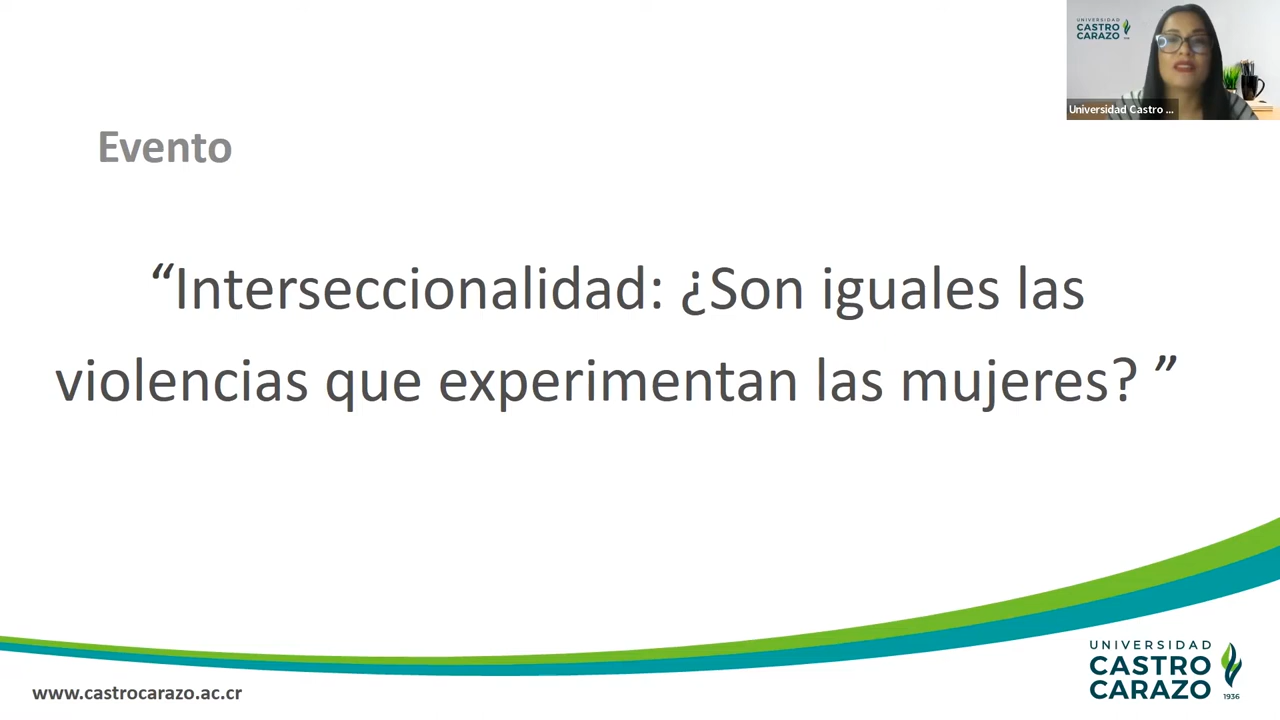 UNIVERSIDAD
CASTRO
CARAZO
Universidad Castro ...
Evento
“Interseccionalidad: ¿Son iguales las
violencias que experimentan las mujeres? ”
www.castrocarazo.ac.cr
UNIVERSIDAD
CASTRO
CARAZO
1936